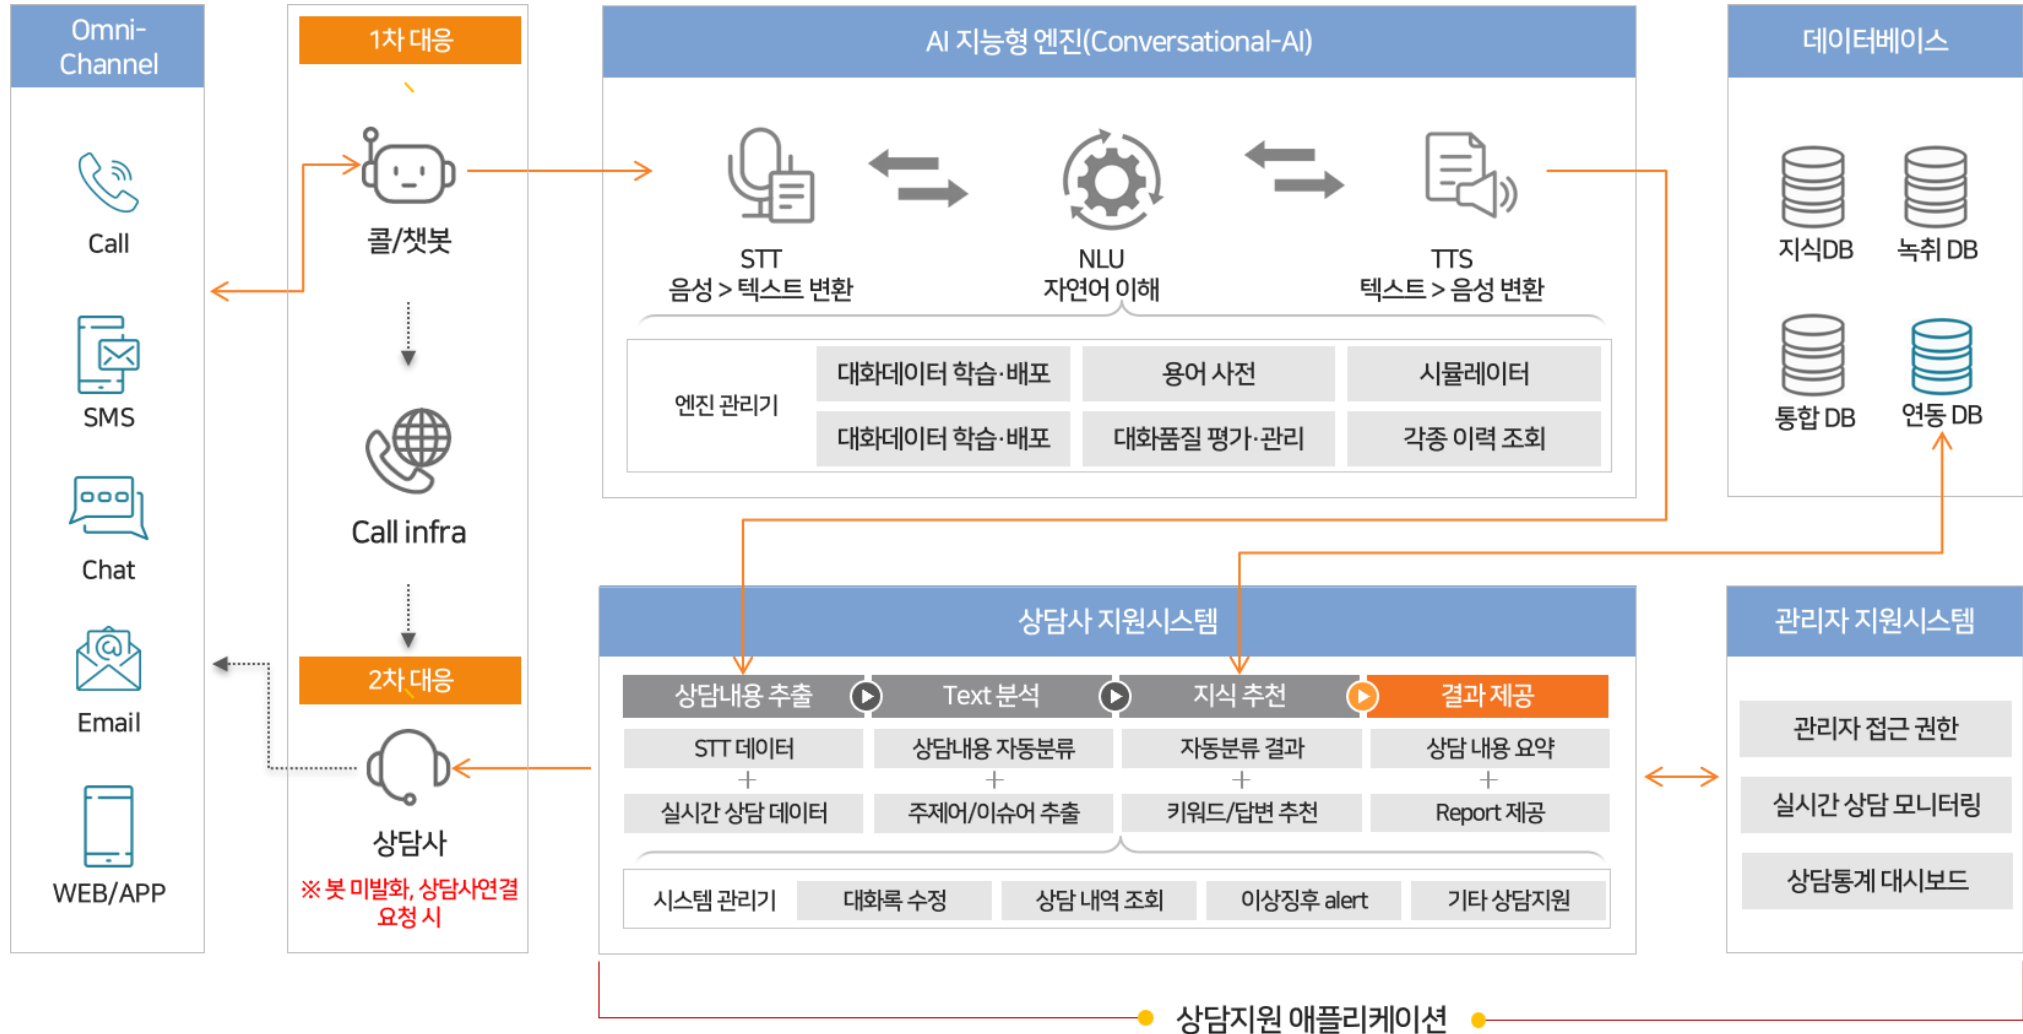 Omni-
Channel
Call
SMS
Chat
Email
WEB/APP
1차 대응
콜/챗봇
Call infra
2차 대응
상담사
※ 봇 미발화, 상담사연결
요청 시
AI 지능형 엔진(Conversational-AI)
STT
음성 > 텍스트 변환
NLU
자연어 이해
TTS
텍스트 > 음성 변환
엔진 관리기
대화데이터 학습·배포
용어 사전
시뮬레이터
대화데이터 학습·배포
대화품질 평가·관리
각종 이력 조회
데이터베이스
지식DB
녹취 DB
통합 DB
연동 DB
상담사 지원시스템
상담내용 추출
Text 분석
지식 추천
결과 제공
STT 데이터
상담내용 자동분류
자동분류 결과
상담 내용 요약
+
+
+
+
실시간 상담 데이터
주제어/이슈어 추출
키워드/답변 추천
Report 제공
시스템 관리기
대화록 수정
상담 내역 조회
이상징후 alert
기타 상담지원
관리자 지원시스템
관리자 접근 권한
실시간 상담 모니터링
상담통계 대시보드
상담지원 애플리케이션